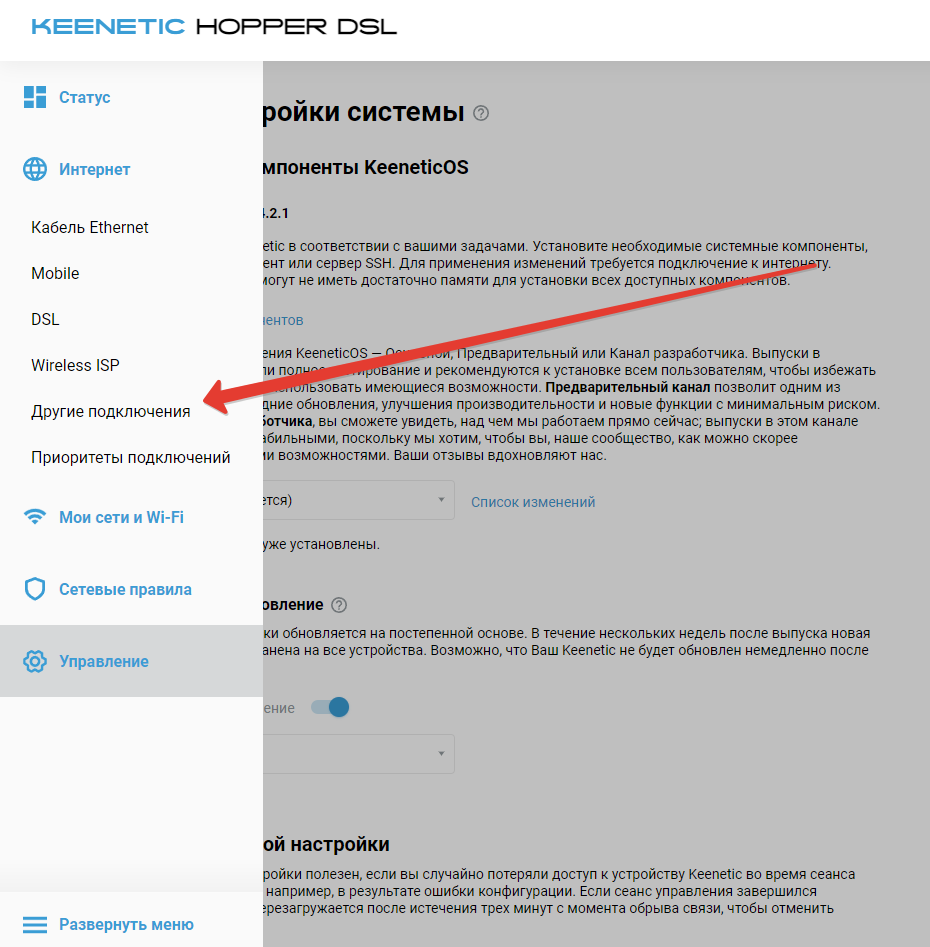 KEENETIC HOPPER DSL
Статус
Интернет
Кабель Ethernet
Mobile
DSL
Wireless ISP
Другие подключения
Приоритеты подключений
Мои сети и Wi-Fi
Сетевые правила
Управление
Развернуть меню
ройки системы
мпоненты KeeneticOS
4.2.1
etic в соответствии с вашими задачами. Установите необходимые системные компоненты,
ент или сервер SSH. Для применения изменений требуется подключение к интернету.
могут не иметь достаточно памяти для установки всех доступных компонентов.
ентов
ения KeeneticOS — Основной, Предварительный или Канал разработчика. Выпуски в
ли полное тестирование и рекомендуются к установке всем пользователям, чтобы избежать
использовать имеющиеся возможности. Предварительный канал позволит одним из
дние обновления, улучшения производительности и новые функции с минимальным риском.
ботчика, вы сможете увидеть, над чем мы работаем прямо сейчас; выпуски в этом канале
абильными, поскольку мы хотим, чтобы вы, наше сообщество, как можно скорее
ми возможностями. Ваши отзывы вдохновляют нас.
ется)
Список изменений
уже установлены.
овление
ки обновляется на постепенной основе. В течение нескольких недель после выпуска новая
анена на все устройства. Возможно, что Ваш Keenetic не будет обновлен немедленно после
ение
ой настройки
ройки полезен, если вы случайно потеряли доступ к устройству Keenetic во время сеанса
например, в результате ошибки конфигурации. Если сеанс управления завершился
ерезагружается после истечения трех минут с момента обрыва связи, чтобы отменить